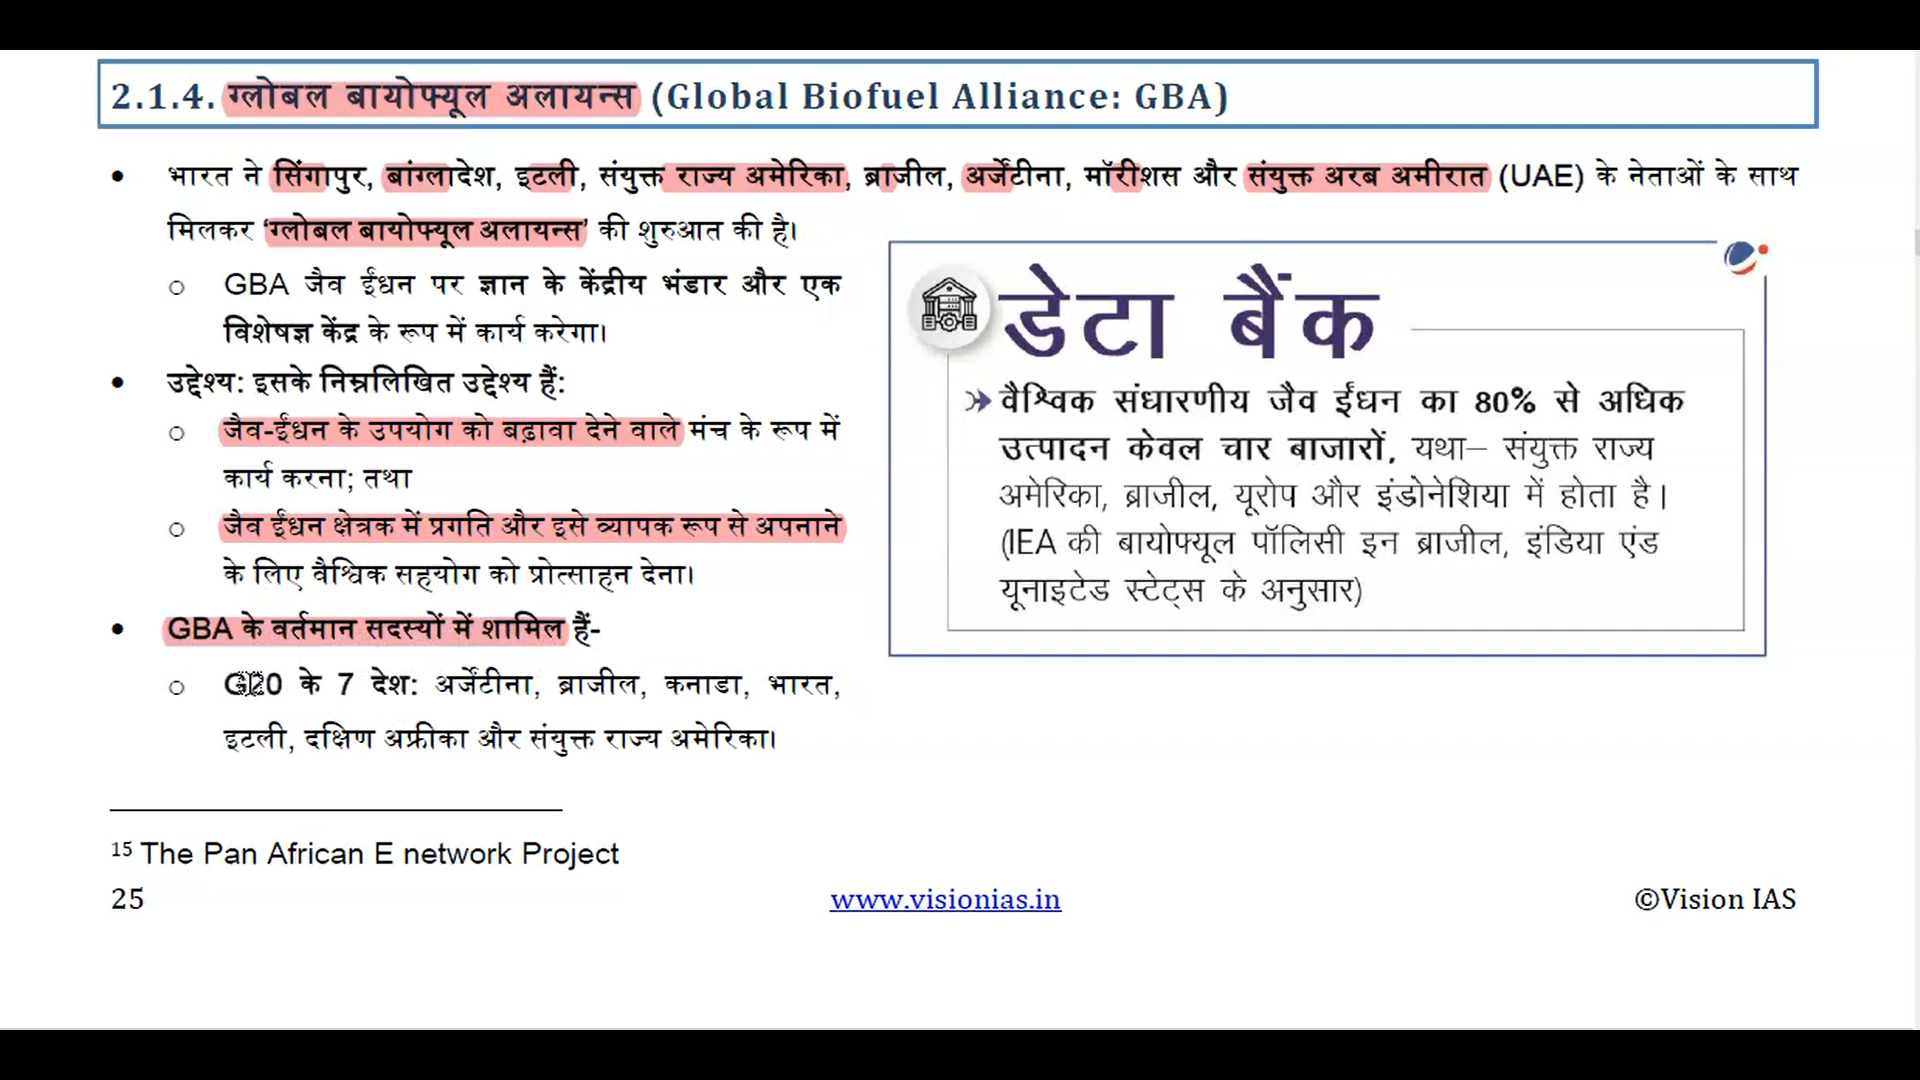 2.1.4. ग्लोबल बायोफ्यूल अलायन्स (Global Biofuel Alliance: GBA)
• भारत ने सिंगापुर, बांग्लादेश, इटली, संयुक्त राज्य अमेरिका, ब्राजील, अर्जेंटीना, मॉरीशस और संयुक्त अरब अमीरात (UAE) के नेताओं के साथ
मिलकर ‘ग्लोबल बायोफ्यूल अलायन्स’ की शुरुआत की है।
o GBA जैव ईंधन पर ज्ञान के केंद्रीय भंडार और एक
विशेषज्ञ केंद्र के रूप में कार्य करेगा।
• उद्देश्य: इसके निम्नलिखित उद्देश्य हैं:
o जैव-ईंधन के उपयोग को बढ़ावा देने वाले मंच के रूप में
कार्य करना; तथा
o जैव ईंधन क्षेत्रक में प्रगति और इसे व्यापक रूप से अपनाने
के लिए वैश्विक सहयोग को प्रोत्साहन देना।
• GBA के वर्तमान सदस्यों में शामिल हैं-
o G20 के 7 देश: अर्जेंटीना, ब्राजील, कनाडा, भारत,
इटली, दक्षिण अफ्रीका और संयुक्त राज्य अमेरिका।
डेटा बैंक
वैश्विक संधारणीय जैव ईंधन का 80% से अधिक
उत्पादन केवल चार बाजारों, यथा– संयुक्त राज्य
अमेरिका, ब्राजील, यूरोप और इंडोनेशिया में होता है।
(IEA की बायोफ्यूल पॉलिसी इन ब्राजील, इंडिया एंड
यूनाइटेड स्टेट्स के अनुसार)
15 The Pan African E network Project
25 www.visionias.in ©Vision IAS